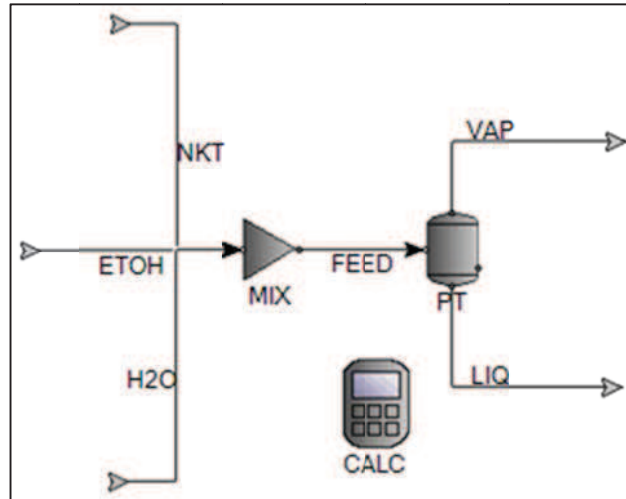 VAP
NKT
ETOH
MIX
FEED
PT
H2O
LIQ
CALC